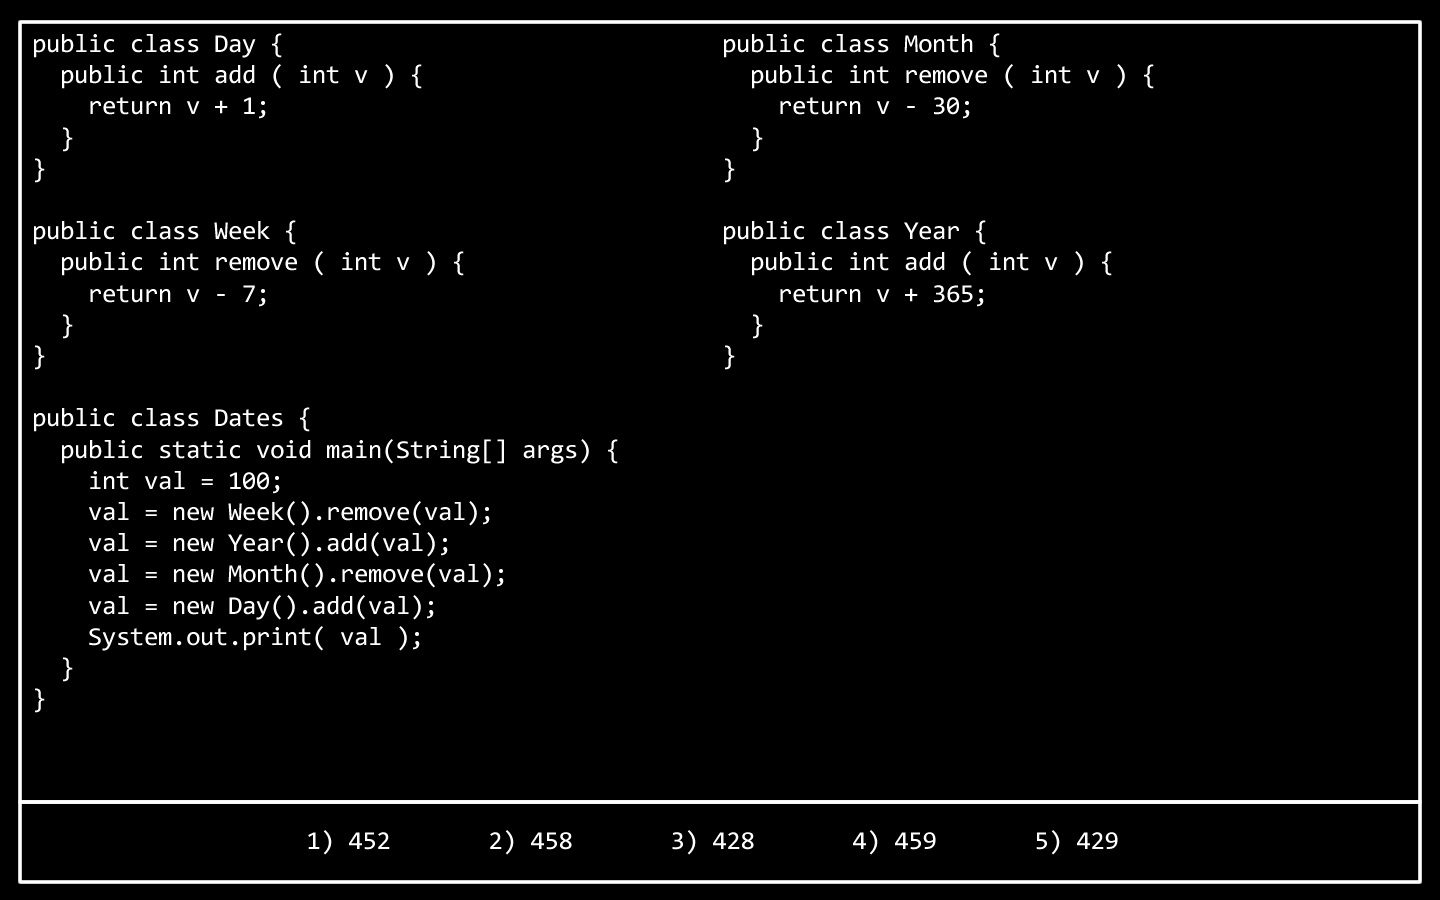 public class Day {
  public int add ( int v ) {
    return v + 1;
  }
}

public class Week {
  public int remove ( int v ) {
    return v - 7;
  }
}

public class Dates {
  public static void main(String[] args) {
    int val = 100;
    val = new Week().remove(val);
    val = new Year().add(val);
    val = new Month().remove(val);
    val = new Day().add(val);
    System.out.print( val );
  }
}

public class Month {
  public int remove ( int v ) {
    return v - 30;
  }
}

public class Year {
  public int add ( int v ) {
    return v + 365;
  }
}

1) 452 2) 458 3) 428 4) 459 5) 429